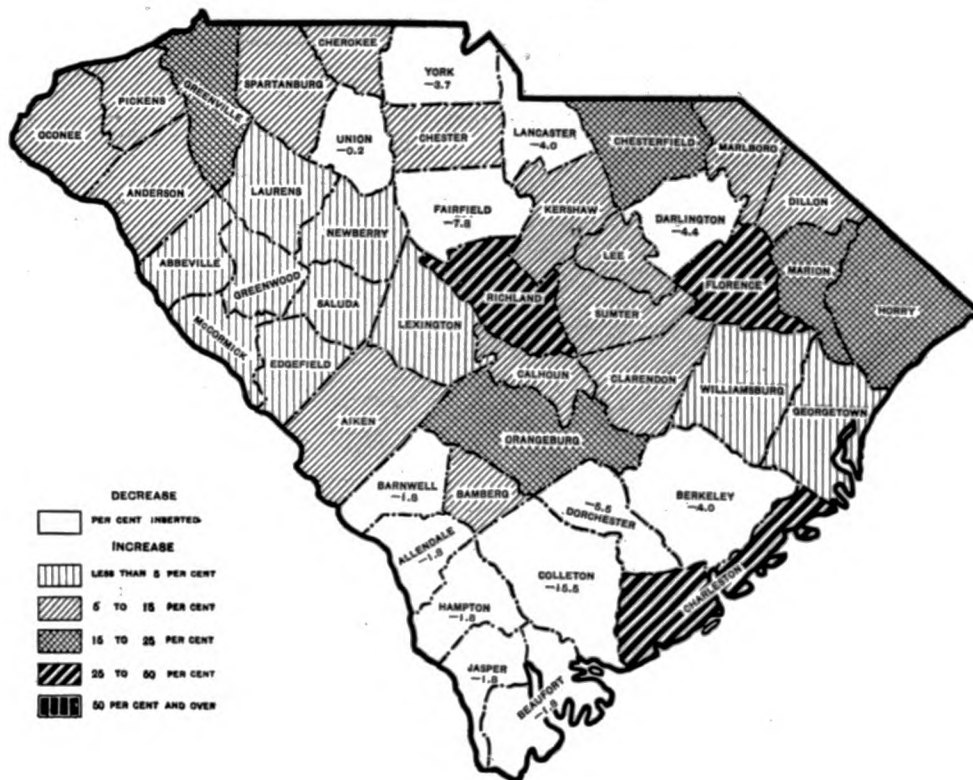 CHEROKEE
YORK
-3.7
SPARTANBURG
GREENVILLE
PICKENS
OCONEE
UNION
-0.2
CHESTER
LANCASTER
-4.0
CHESTERFIELD
MARLBORO
ANDERSON
LAURENS
FAIRFIELD
-7.8
KERSHAW
DARLINGTON
-4.4
DILLON
NEWBERRY
LEE
ABBEVILLE
GREENWOOD
SALUDA
RICHLAND
FLORENCE
MARION
HORRY
LEXINGTON
SUMTER
McCORMICK
EDGEFIELD
CALHOUN
CLARENDON
WILLIAMSBURG
GEORGETOWN
AIKEN
ORANGEBURG
BARNWELL
-1.8
BAMBERG
-5.5
DORCHESTER
BERKELEY
-4.0
ALLENDALE
-1.8
COLLETON
-15.5
CHARLESTON
HAMPTON
-1.8
JASPER
-1.8
BEAUFORT
-1.8
DECREASE
PER CENT INSERTED
INCREASE
LESS THAN 5 PER CENT
5 TO 15 PER CENT
15 TO 25 PER CENT
25 TO 50 PER CENT
50 PER CENT AND OVER